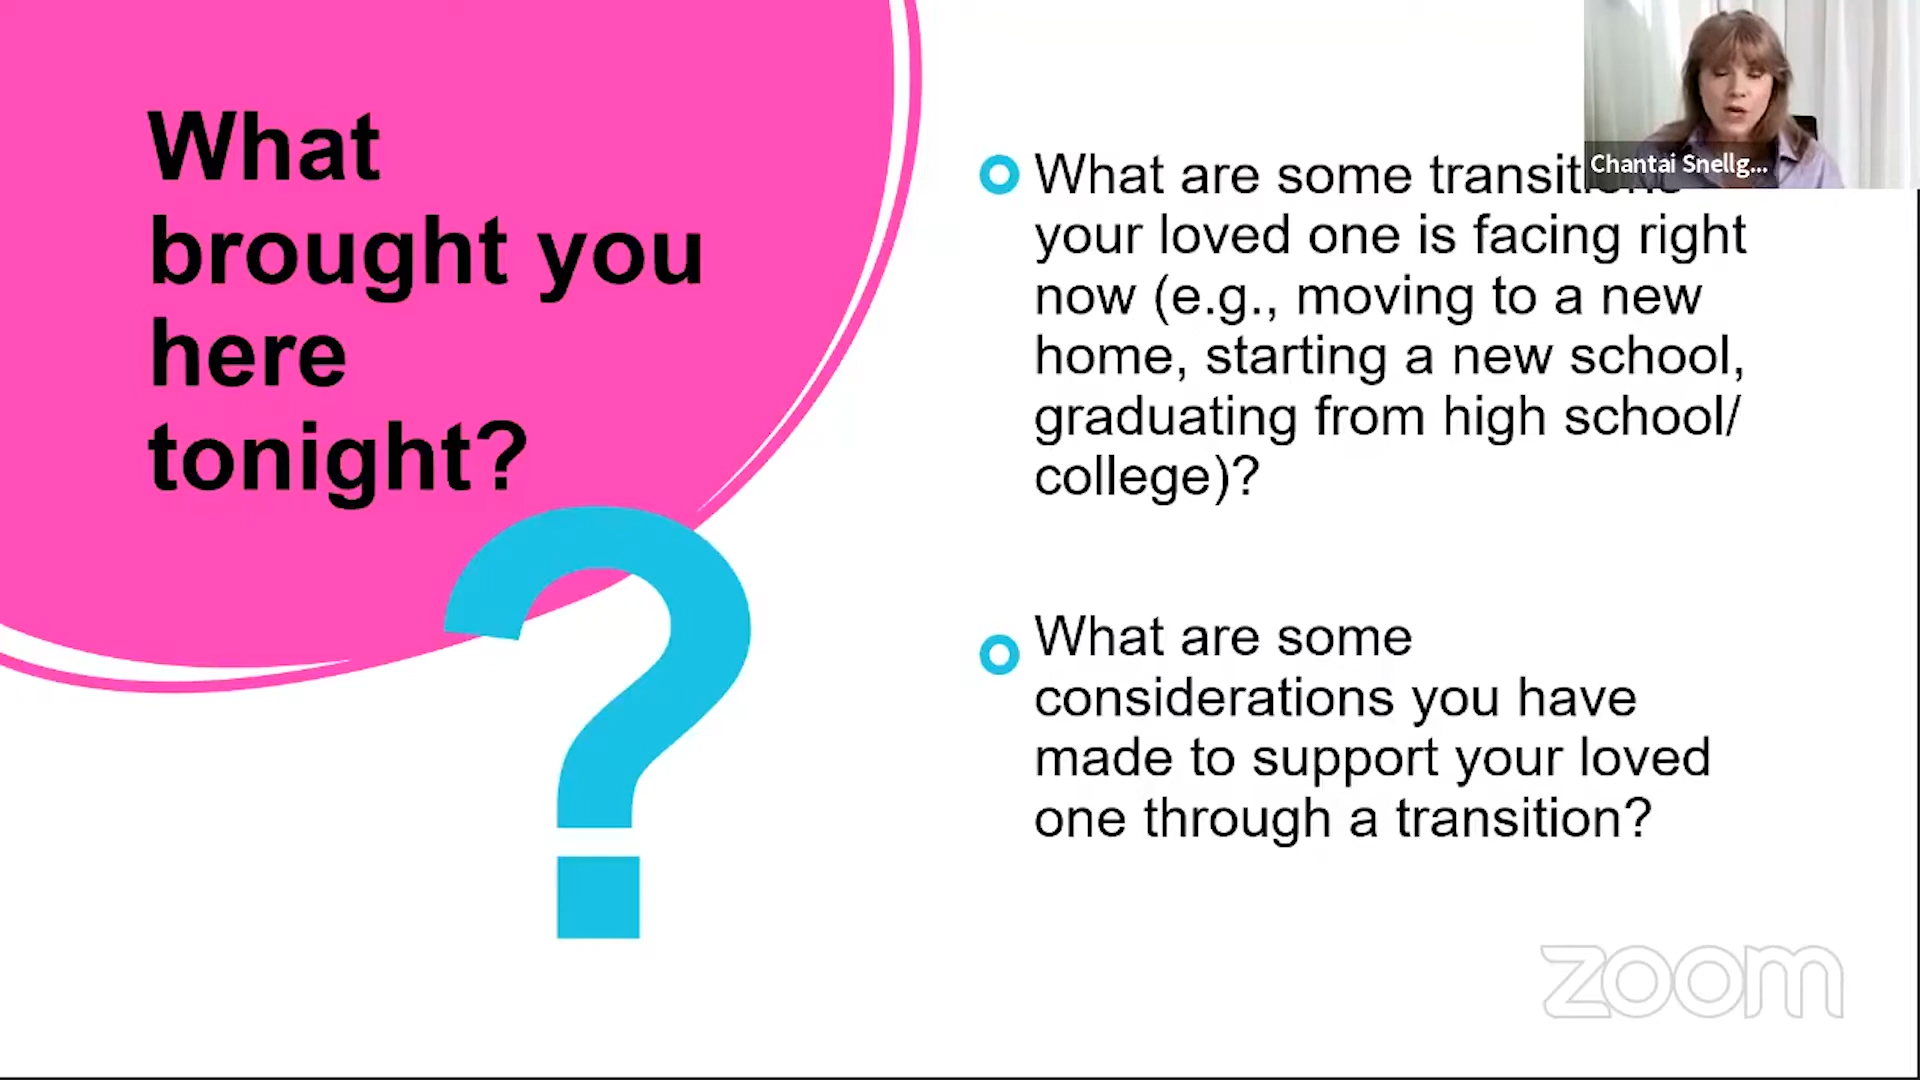 What
brought you
here
tonight?
What are some transitions
your loved one is facing right
now (e.g., moving to a new
home, starting a new school,
graduating from high school/
college)?
What are some
considerations you have
made to support your loved
one through a transition?
Chantai Snellg...
zoom